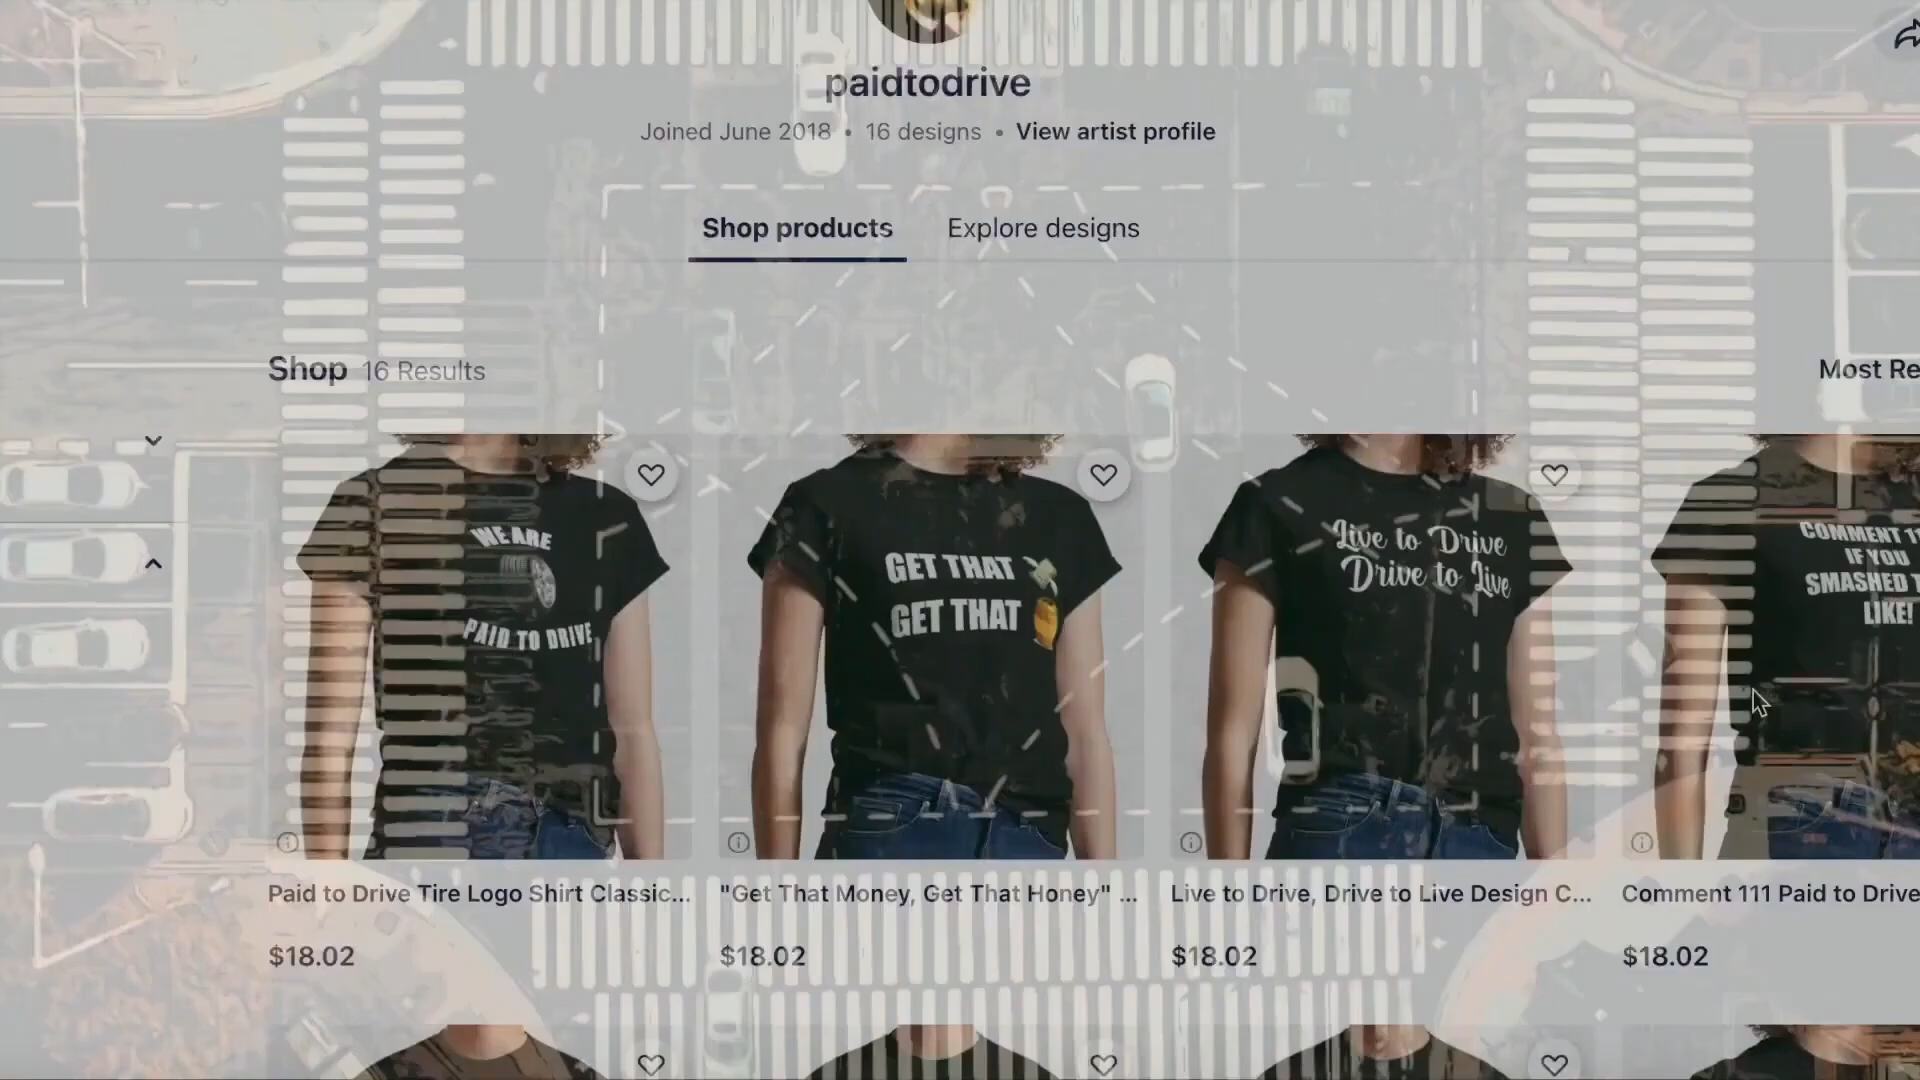 paidtodrive
Joined June 2018 • 16 designs • View artist profile
Shop products Explore designs
Shop 16 Results
Most Re
WE ARE
PAID TO DRIVE
GET THAT
GET THAT
Live to Drive
Drive to Live
COMMENT 11
IF YOU
SMASHED T
LIKE!
Paid to Drive Tire Logo Shirt Classic...
"Get That Money, Get That Honey" ...
Live to Drive, Drive to Live Design C...
Comment 111 Paid to Drive
$18.02
$18.02
$18.02
$18.02